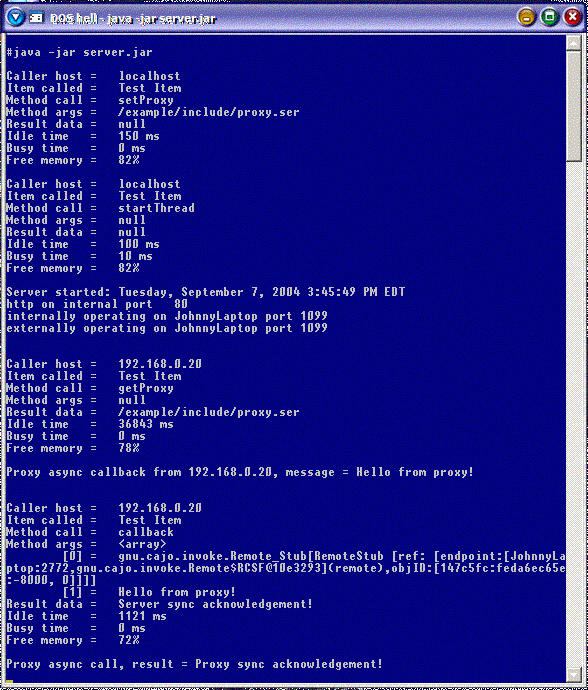 DOShell - java -jar server.jar
#java -jar server.jar
Caller host =   localhost
Item called =   Test Item
Method call =   setProxy
Method args =   /example/include/proxy.ser
Result data =   null
Idle time   =   150 ms
Busy time   =   0 ms
Free memory =   82%
Caller host =   localhost
Item called =   Test Item
Method call =   startThread
Method args =   null
Result data =   null
Idle time   =   100 ms
Busy time   =   10 ms
Free memory =   82%
Server started: Tuesday, September 7, 2004 3:45:49 PM EDT
http on internal port   80
internally operating on JohnnyLaptop port 1099
externally operating on JohnnyLaptop port 1099
Caller host =   192.168.0.20
Item called =   Test Item
Method call =   getProxy
Method args =   null
Result data =   /example/include/proxy.ser
Idle time   =   36843 ms
Busy time   =   0 ms
Free memory =   78%
Proxy async callback from 192.168.0.20, message = Hello from proxy!
Caller host =   192.168.0.20
Item called =   Test Item
Method call =   callback
Method args =   <array>
[0] =   gnu.cajo.invoke.Remote_Stub[RemoteStub [ref: [endpoint:[JohnnyLa
ptop:2772,gnu.cajo.invoke.Remote$RCSF@10e3293](remote),objID:[147c5fc:feda6ec65e
:-8000, 0]]]]
[1] =   Hello from proxy!
Result data =   Server sync acknowledgement!
Idle time   =   1121 ms
Busy time   =   0 ms
Free memory =   72%
Proxy async call, result = Proxy sync acknowledgement!